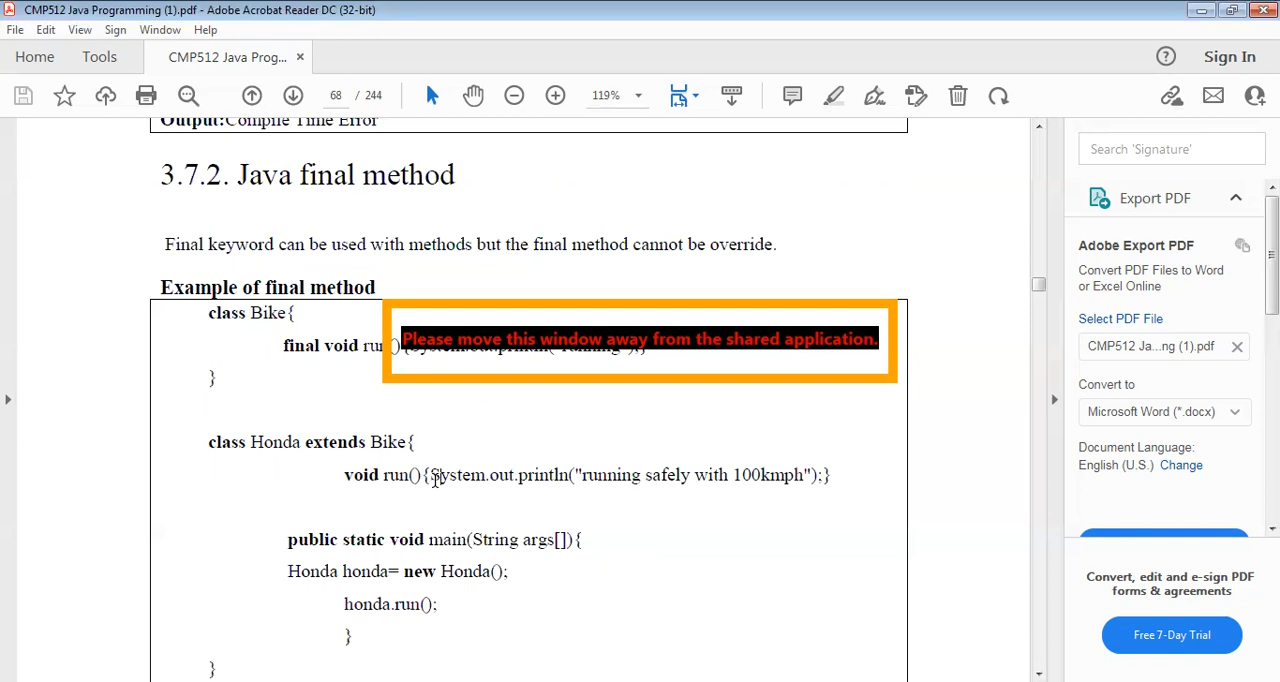 CMP512 Java Programming (1).pdf - Adobe Acrobat Reader DC (32-bit)
File Edit View Sign Window Help
Home Tools CMP512 Java Prog... × Sign In
68 / 244 119%
Output:Compile Time Error
3.7.2. Java final method
Final keyword can be used with methods but the final method cannot be override.
Example of final method
class Bike{
Please move this window away from the shared application.
final void run(){System.out.println("running");}
}
class Honda extends Bike{
void run(){System.out.println("running safely with 100kmph");}
public static void main(String args[]){
Honda honda= new Honda();
honda.run();
}
}
Search 'Signature'
Export PDF
Adobe Export PDF
Convert PDF Files to Word
or Excel Online
Select PDF File
CMP512 Ja...ng (1).pdf
Convert to
Microsoft Word (*.docx)
Document Language:
English (U.S.) Change
Convert, edit and e-sign PDF
forms & agreements
Free 7-Day Trial